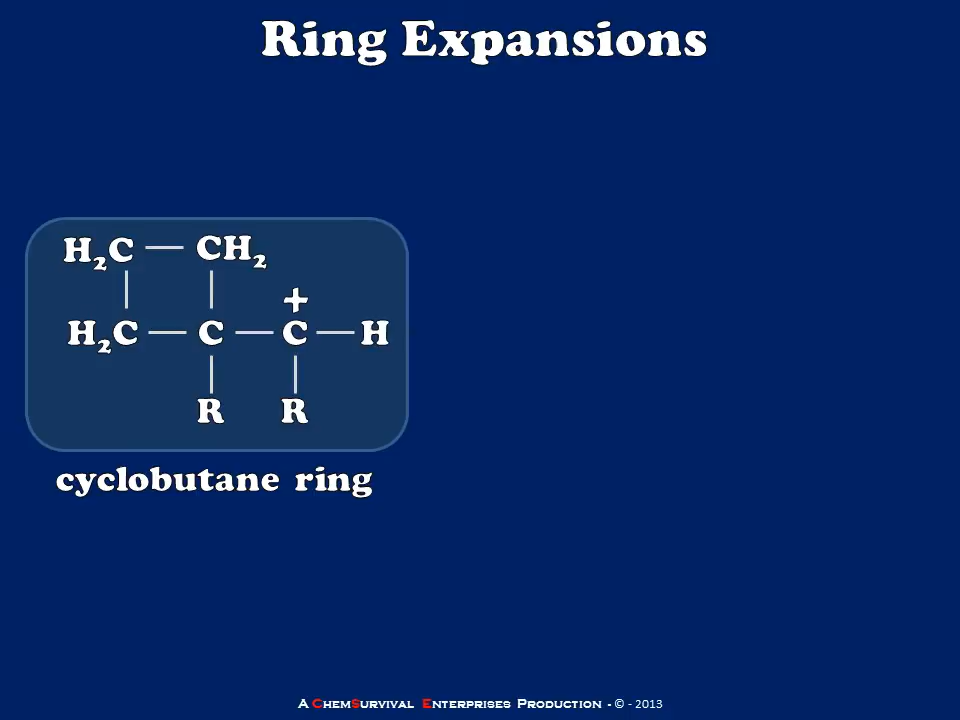 Ring Expansions
H₂C — CH₂
+
H₂C — C — C — H
R R
cyclobutane ring
A ChemSurvival Enterprises Production - © - 2013